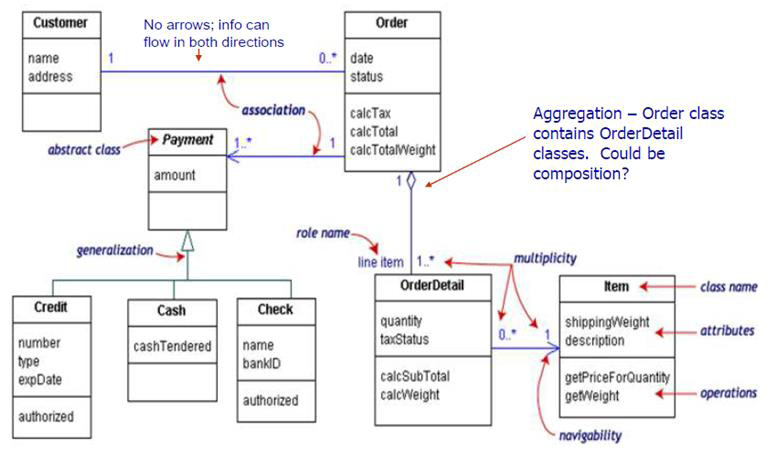 Customer
name
address
No arrows; info can
flow in both directions
1
0..*
Order
date
status
calcTax
calcTotal
calcTotalWeight
association
abstract class
Payment
amount
1..*
1
Aggregation – Order class
contains OrderDetail
classes. Could be
composition?
1
generalization
role name
line item
1..*
multiplicity
Credit
number
type
expDate
authorized
Cash
cashTendered
Check
name
bankID
authorized
OrderDetail
quantity
taxStatus
calcSubTotal
calcWeight
0..*
1
Item
shippingWeight
description
getPriceForQuantity
getWeight
class name
attributes
operations
navigability